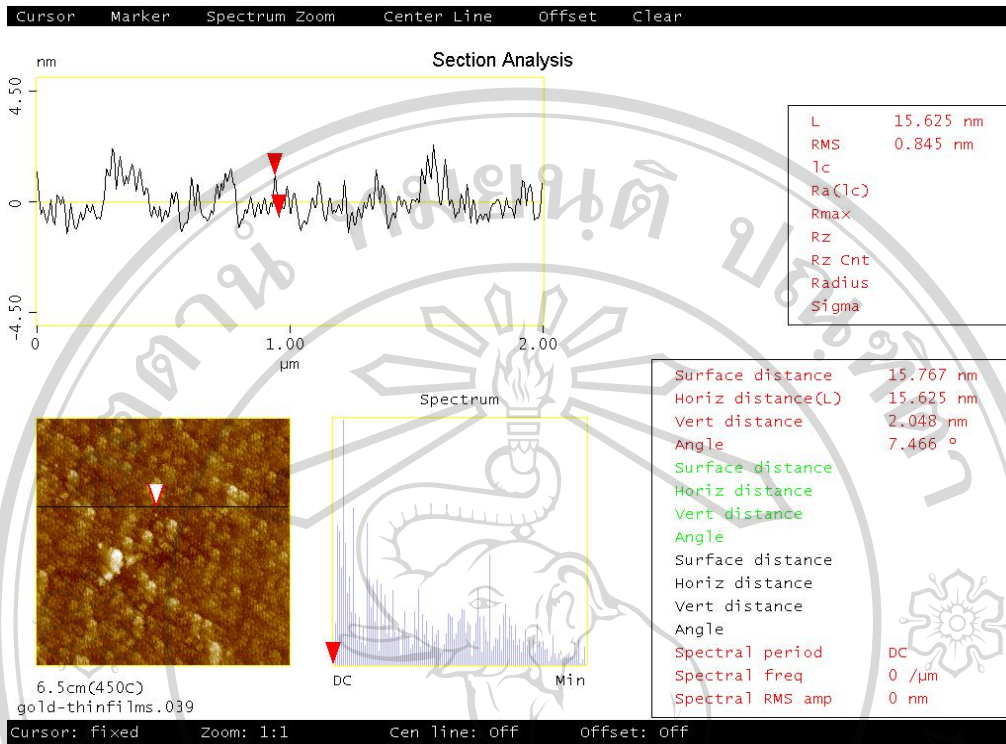 Cursor Marker Spectrum Zoom Center Line Offset Clear
Section Analysis
nm
4.50
0
-4.50
0 1.00 2.00
µm
L 15.625 nm
RMS 0.845 nm
lc
Ra(lc)
Rmax
Rz
Rz Cnt
Radius
Sigma
Spectrum
DC Min
6.5cm(450C)
gold-thinfilms.039
Surface distance 15.767 nm
Horiz distance(L) 15.625 nm
Vert distance 2.048 nm
Angle 7.466 °
Surface distance
Horiz distance
Vert distance
Angle
Surface distance
Horiz distance
Vert distance
Angle
Spectral period DC
Spectral freq 0 /µm
Spectral RMS amp 0 nm
Cursor: fixed Zoom: 1:1 Cen line: Off Offset: Off